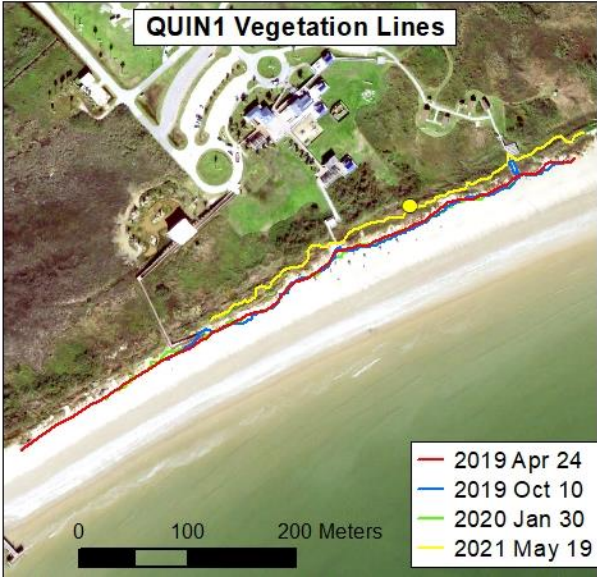 QUIN1 Vegetation Lines
2019 Apr 24
2019 Oct 10
2020 Jan 30
2021 May 19
0 100 200 Meters